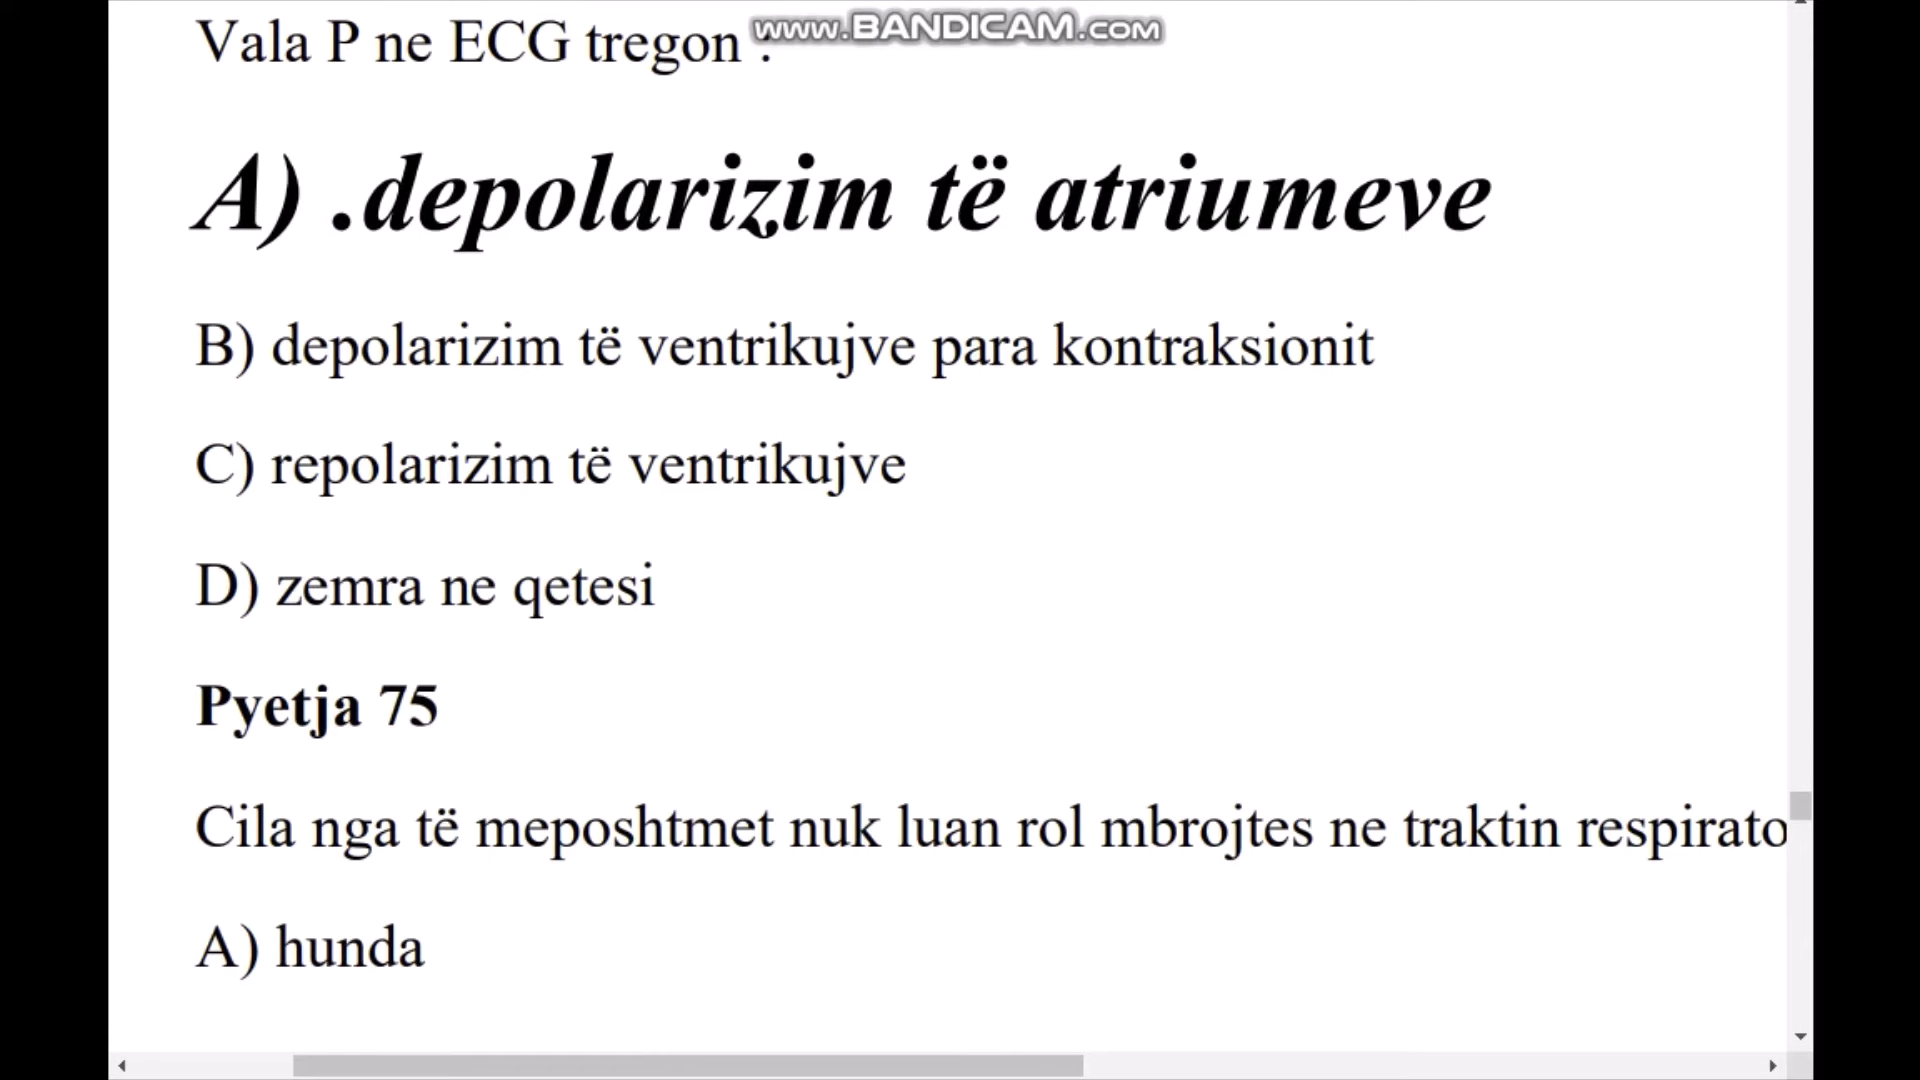 www.BANDICAM.com
Vala P ne ECG tregon :
A) .depolarizim të atriumeve
B) depolarizim të ventrikujve para kontraksionit
C) repolarizim të ventrikujve
D) zemra ne qetesi
Pyetja 75
Cila nga të meposhtmet nuk luan rol mbrojtes ne traktin respirato
A) hunda